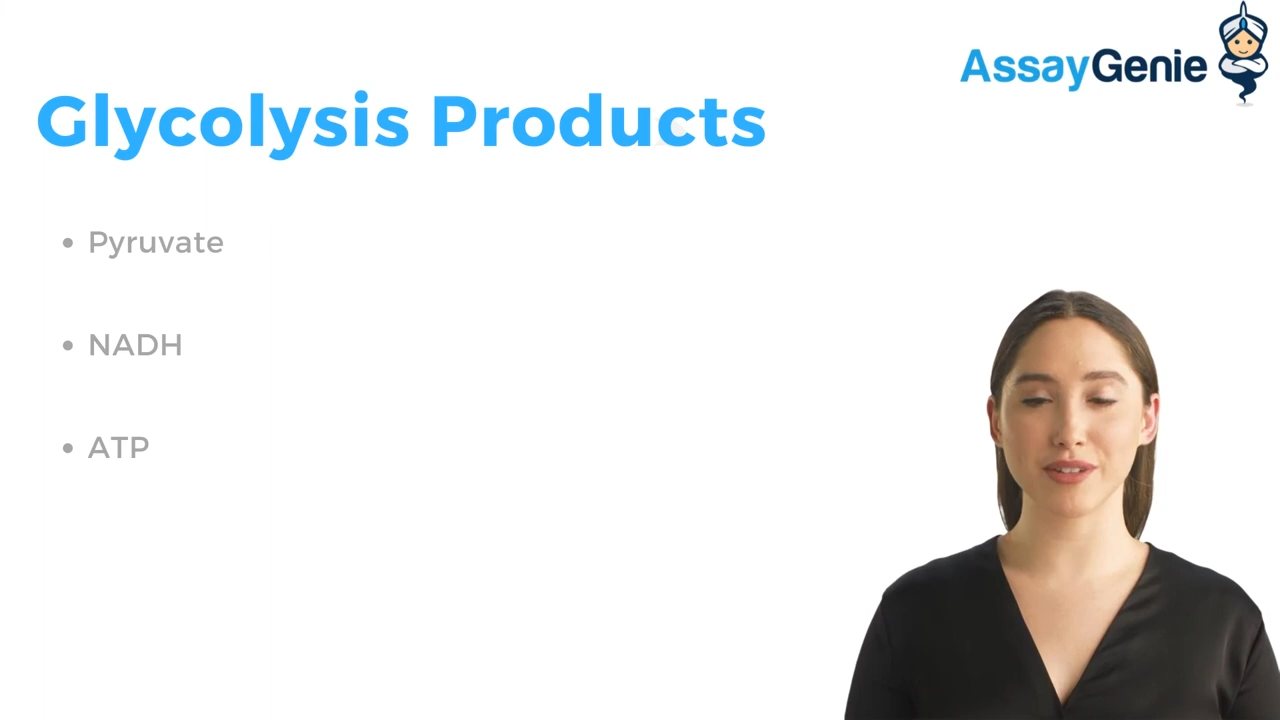 AssayGenie
Glycolysis Products
• Pyruvate
• NADH
• ATP